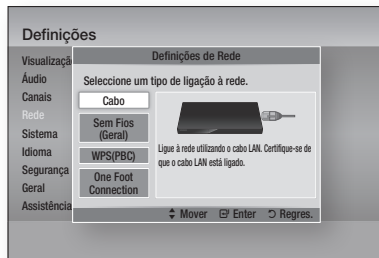 Definições
Visualizaçã
Áudio
Canais
Rede
Sistema
Idioma
Segurança
Geral
Assistência
Definições de Rede
Seleccione um tipo de ligação à rede.
Cabo
Sem Fios
(Geral)
WPS(PBC)
One Foot
Connection
Ligue à rede utilizando o cabo LAN. Certifique-se de
que o cabo LAN está ligado.
Mover Enter Regres.